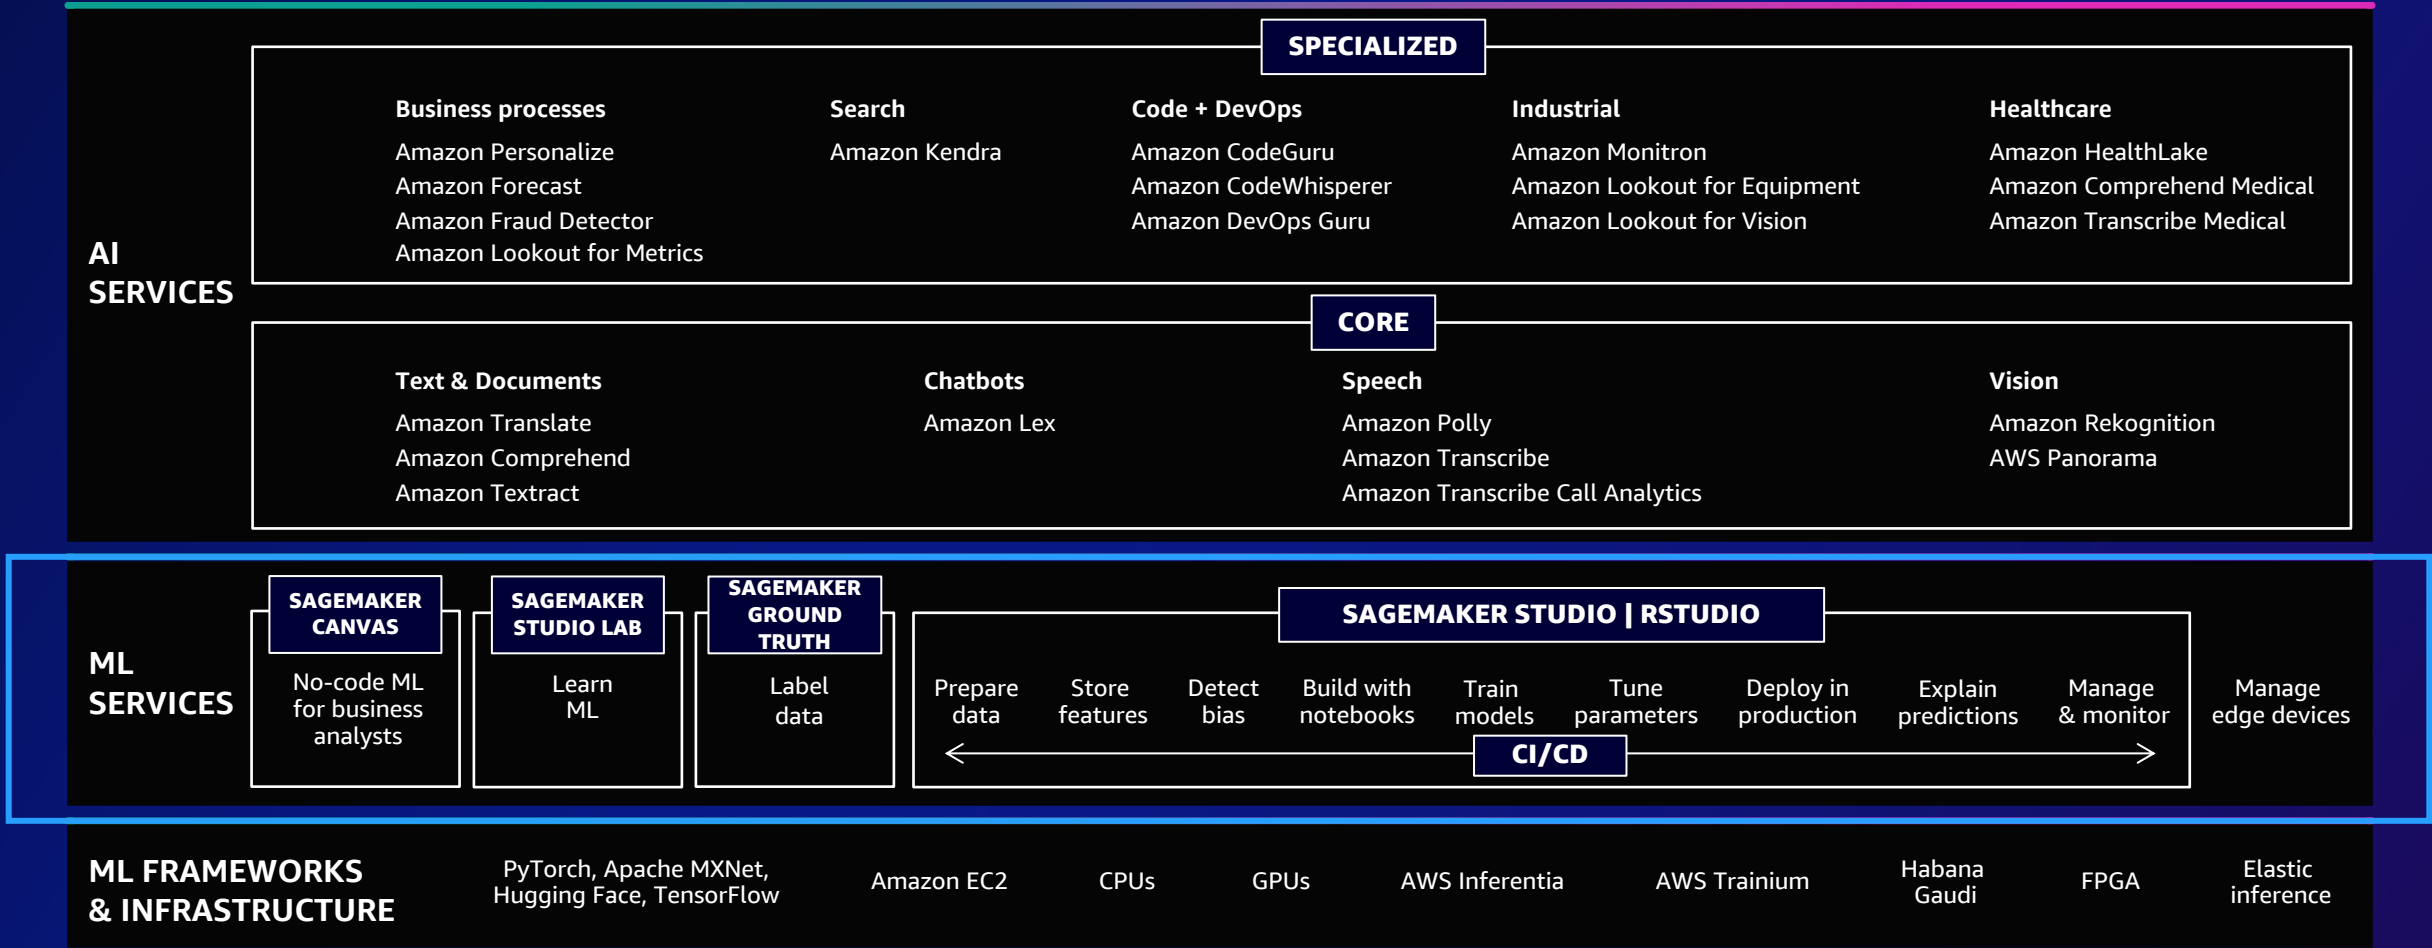 SPECIALIZED
Business processes
Amazon Personalize
Amazon Forecast
Amazon Fraud Detector
Amazon Lookout for Metrics
Search
Amazon Kendra
Code + DevOps
Amazon CodeGuru
Amazon CodeWhisperer
Amazon DevOps Guru
Industrial
Amazon Monitron
Amazon Lookout for Equipment
Amazon Lookout for Vision
Healthcare
Amazon HealthLake
Amazon Comprehend Medical
Amazon Transcribe Medical
AI
SERVICES
CORE
Text & Documents
Amazon Translate
Amazon Comprehend
Amazon Textract
Chatbots
Amazon Lex
Speech
Amazon Polly
Amazon Transcribe
Amazon Transcribe Call Analytics
Vision
Amazon Rekognition
AWS Panorama
ML
SERVICES
SAGEMAKER
CANVAS
No-code ML
for business
analysts
SAGEMAKER
STUDIO LAB
Learn
ML
SAGEMAKER
GROUND
TRUTH
Label
data
SAGEMAKER STUDIO | RSTUDIO
Prepare
data
Store
features
Detect
bias
Build with
notebooks
Train
models
Tune
parameters
Deploy in
production
Explain
predictions
Manage
& monitor
CI/CD
Manage
edge devices
ML FRAMEWORKS
& INFRASTRUCTURE
PyTorch, Apache MXNet,
Hugging Face, TensorFlow
Amazon EC2
CPUs
GPUs
AWS Inferentia
AWS Trainium
Habana
Gaudi
FPGA
Elastic
inference